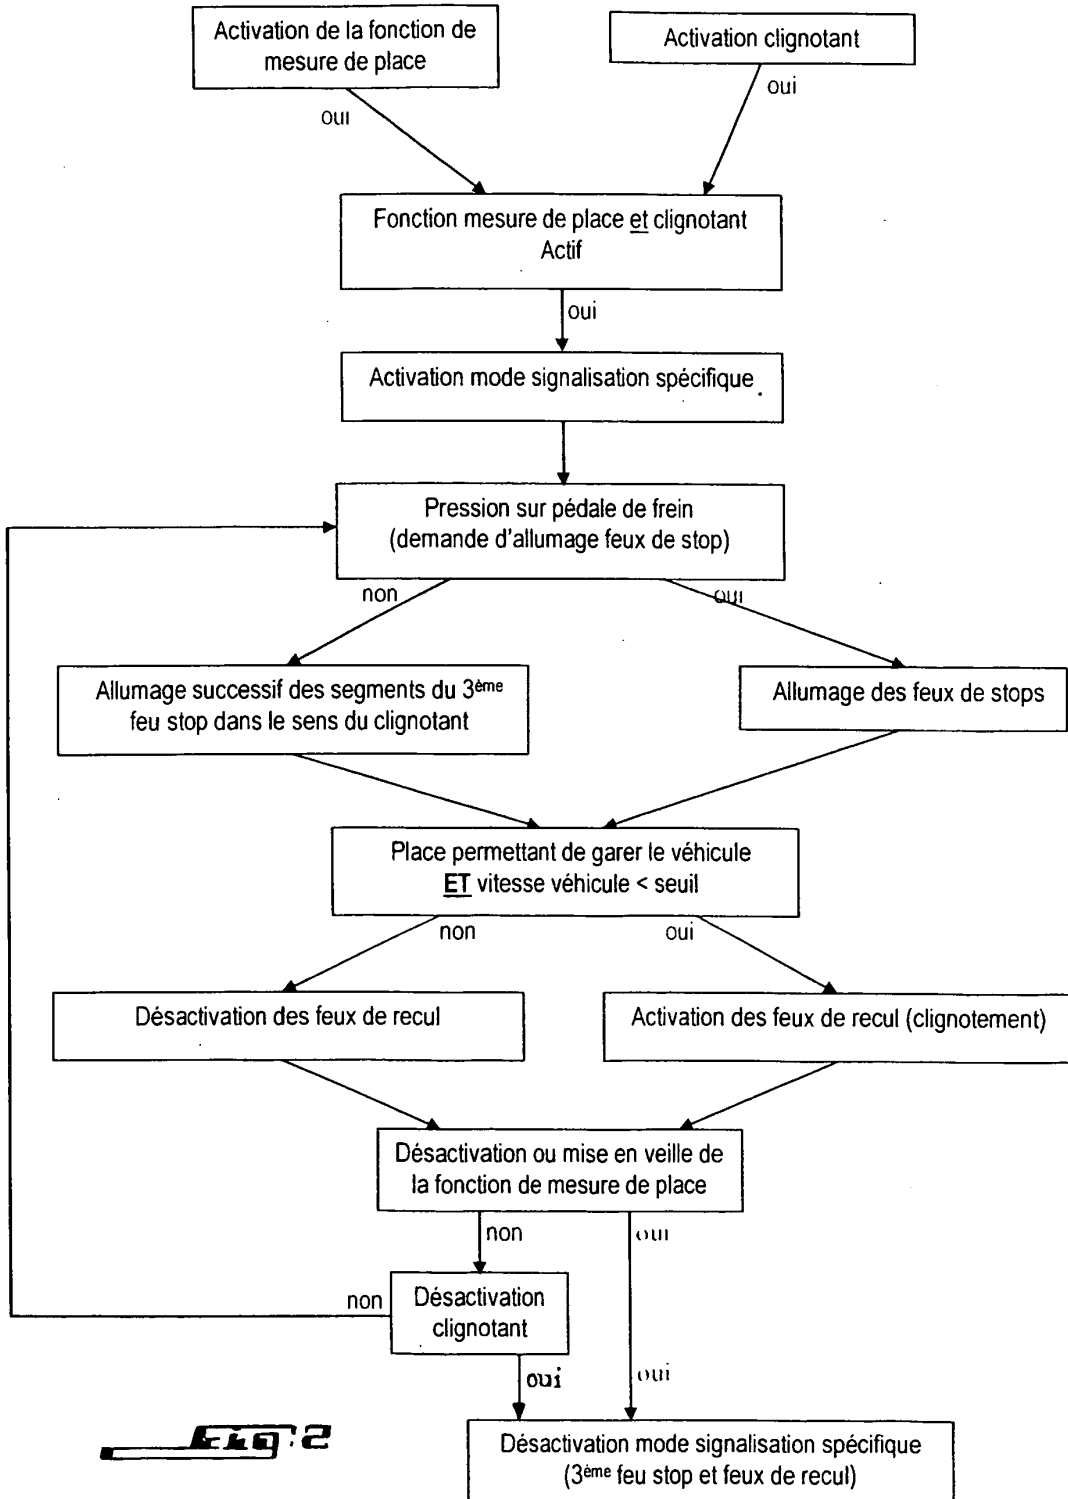 Activation de la fonction de
mesure de place
Activation clignotant
oui
oui
Fonction mesure de place et clignotant
Actif
oui
Activation mode signalisation spécifique
Pression sur pédale de frein
(demande d'allumage feux de stop)
non
oui
Allumage successif des segments du 3ème
feu stop dans le sens du clignotant
Allumage des feux de stops
Place permettant de garer le véhicule
ET vitesse véhicule < seuil
non
oui
Désactivation des feux de recul
Activation des feux de recul (clignotement)
Désactivation ou mise en veille de
la fonction de mesure de place
non
oui
non
Désactivation
clignotant
oui
oui
Désactivation mode signalisation spécifique
(3ème feu stop et feux de recul)
Fig:2